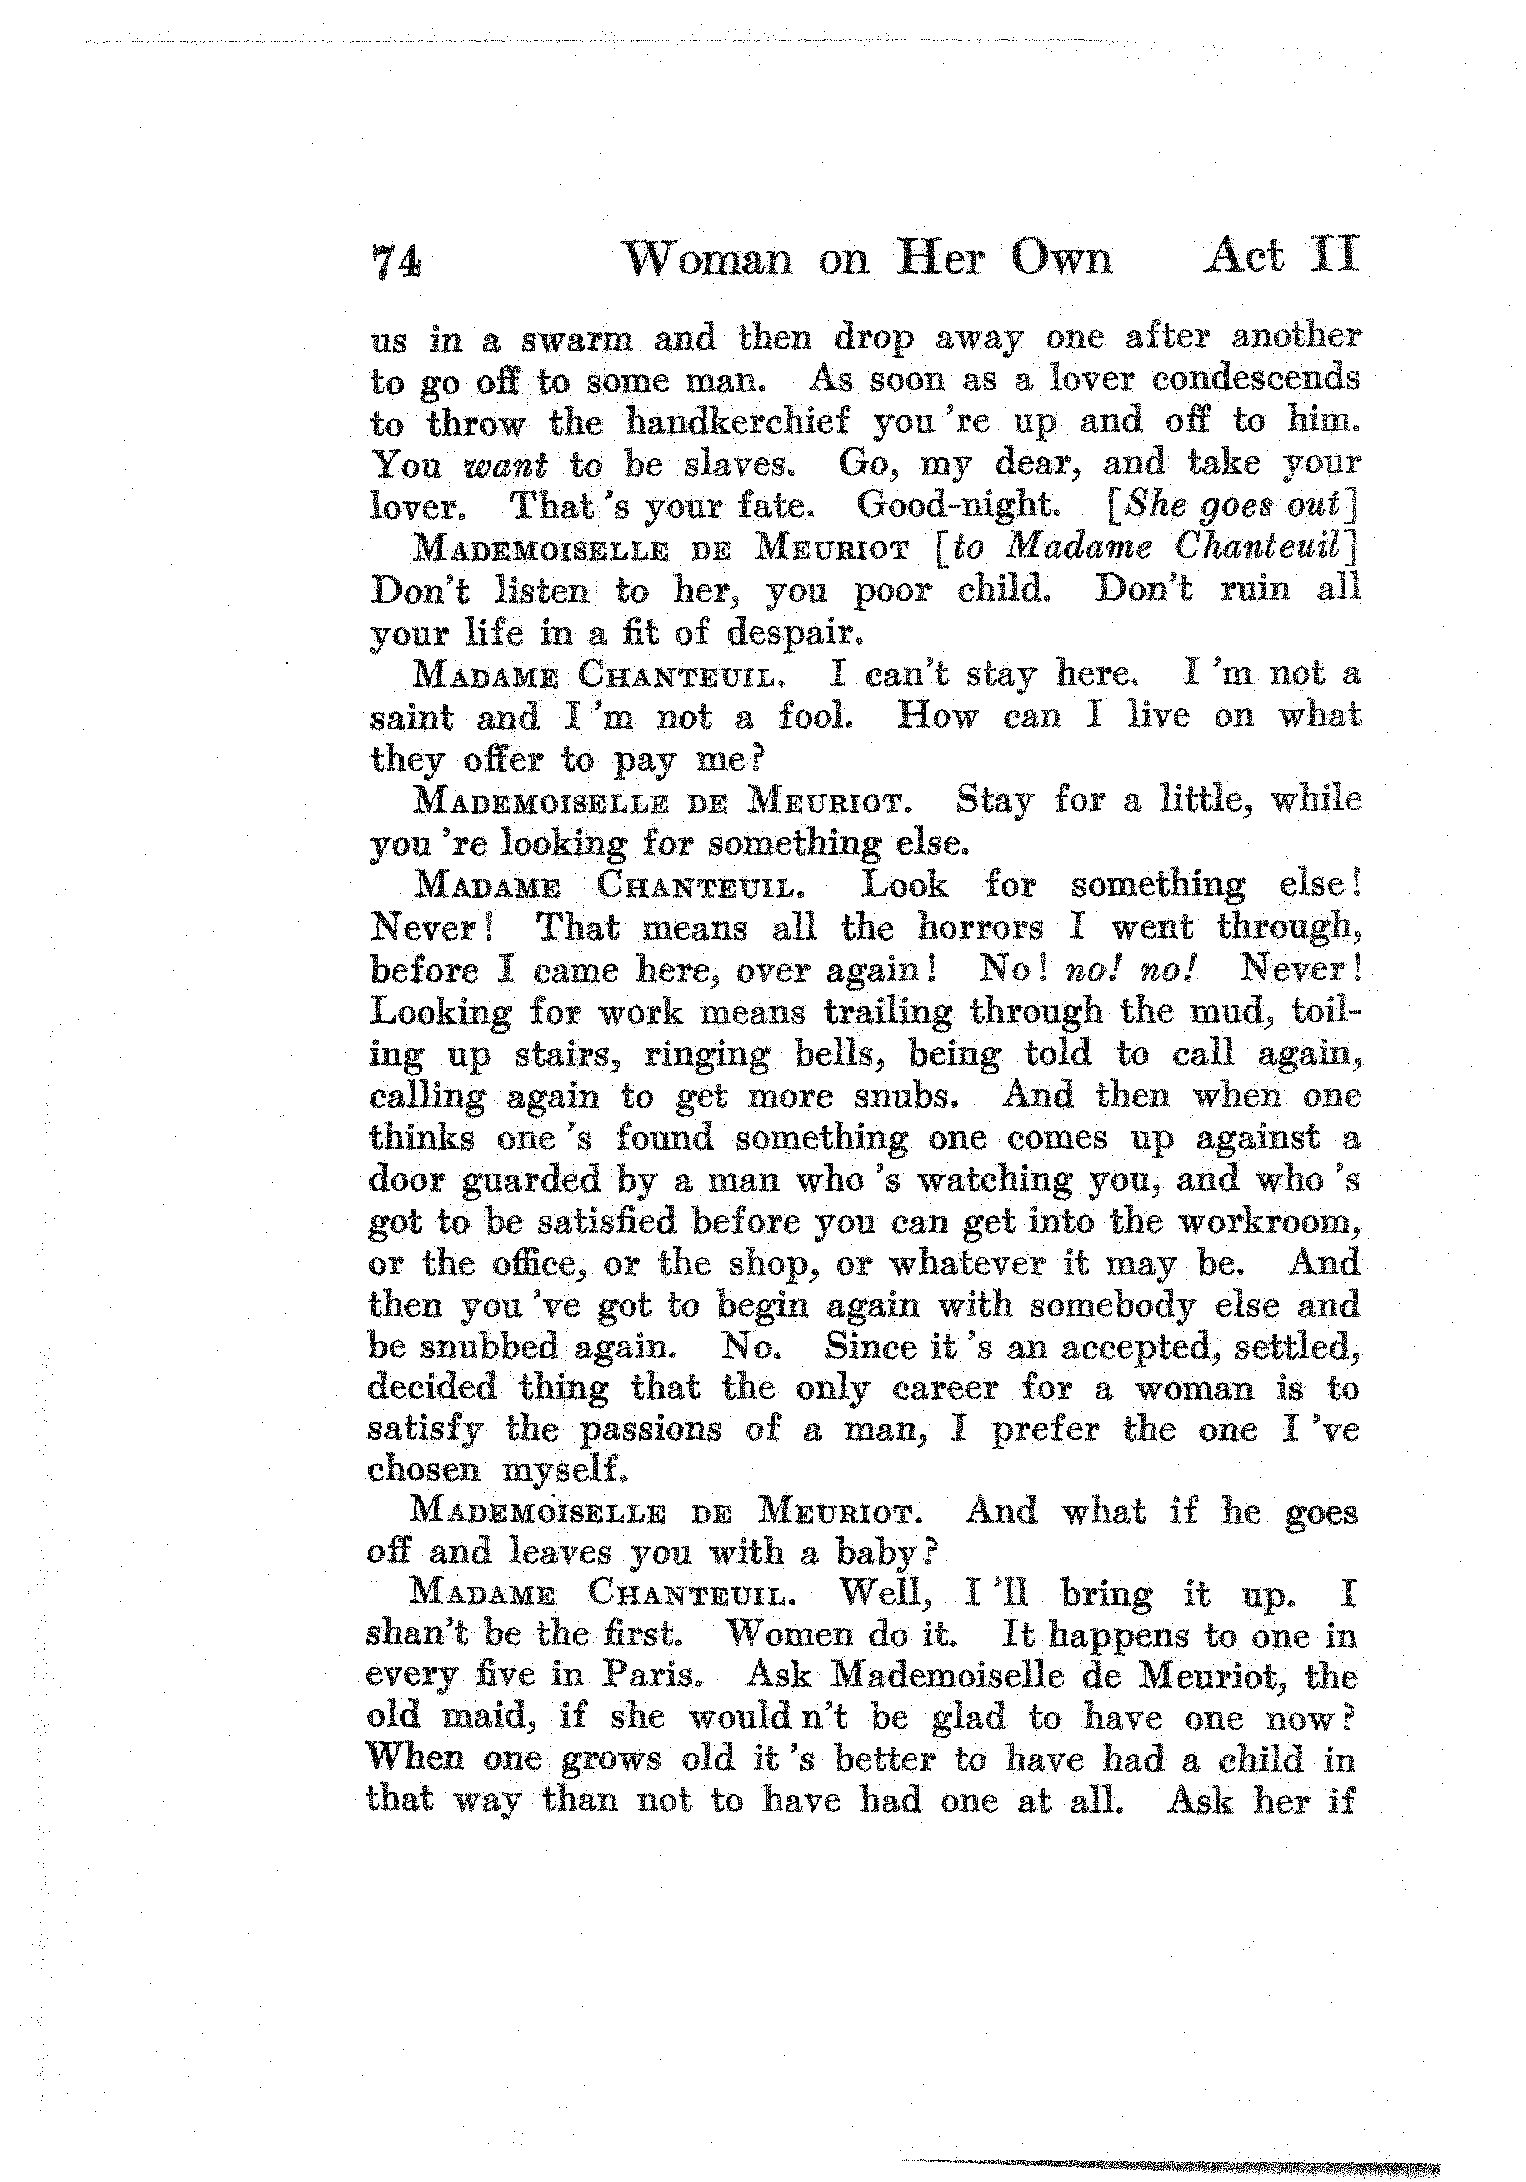 74 Woman on Her Own Act II
us in a swarm and then drop away one after another
to go off to some man. As soon as a lover condescends
to throw the handkerchief you 're up and off to him.
You want to be slaves. Go, my dear, and take your
lover. That 's your fate. Good-night. [She goes out]
MADEMOISELLE DE MEURIOT [to Madame Chanteuil]
Don't listen to her, you poor child. Don't ruin all
your life in a fit of despair.
MADAME CHANTEUIL. I can't stay here. I 'm not a
saint and I 'm not a fool. How can I live on what
they offer to pay me?
MADEMOISELLE DE MEURIOT. Stay for a little, while
you 're looking for something else.
MADAME CHANTEUIL. Look for something else!
Never! That means all the horrors I went through,
before I came here, over again! No! no! no! Never!
Looking for work means trailing through the mud, toil-
ing up stairs, ringing bells, being told to call again,
calling again to get more snubs. And then when one
thinks one 's found something one comes up against a
door guarded by a man who 's watching you, and who 's
got to be satisfied before you can get into the workroom,
or the office, or the shop, or whatever it may be. And
then you 've got to begin again with somebody else and
be snubbed again. No. Since it 's an accepted, settled,
decided thing that the only career for a woman is to
satisfy the passions of a man, I prefer the one I 've
chosen myself.
MADEMOISELLE DE MEURIOT. And what if he goes
off and leaves you with a baby?
MADAME CHANTEUIL. Well, I 'll bring it up. I
shan't be the first. Women do it. It happens to one in
every five in Paris. Ask Mademoiselle de Meuriot, the
old maid, if she would n't be glad to have one now?
When one grows old it 's better to have had a child in
that way than not to have had one at all. Ask her if